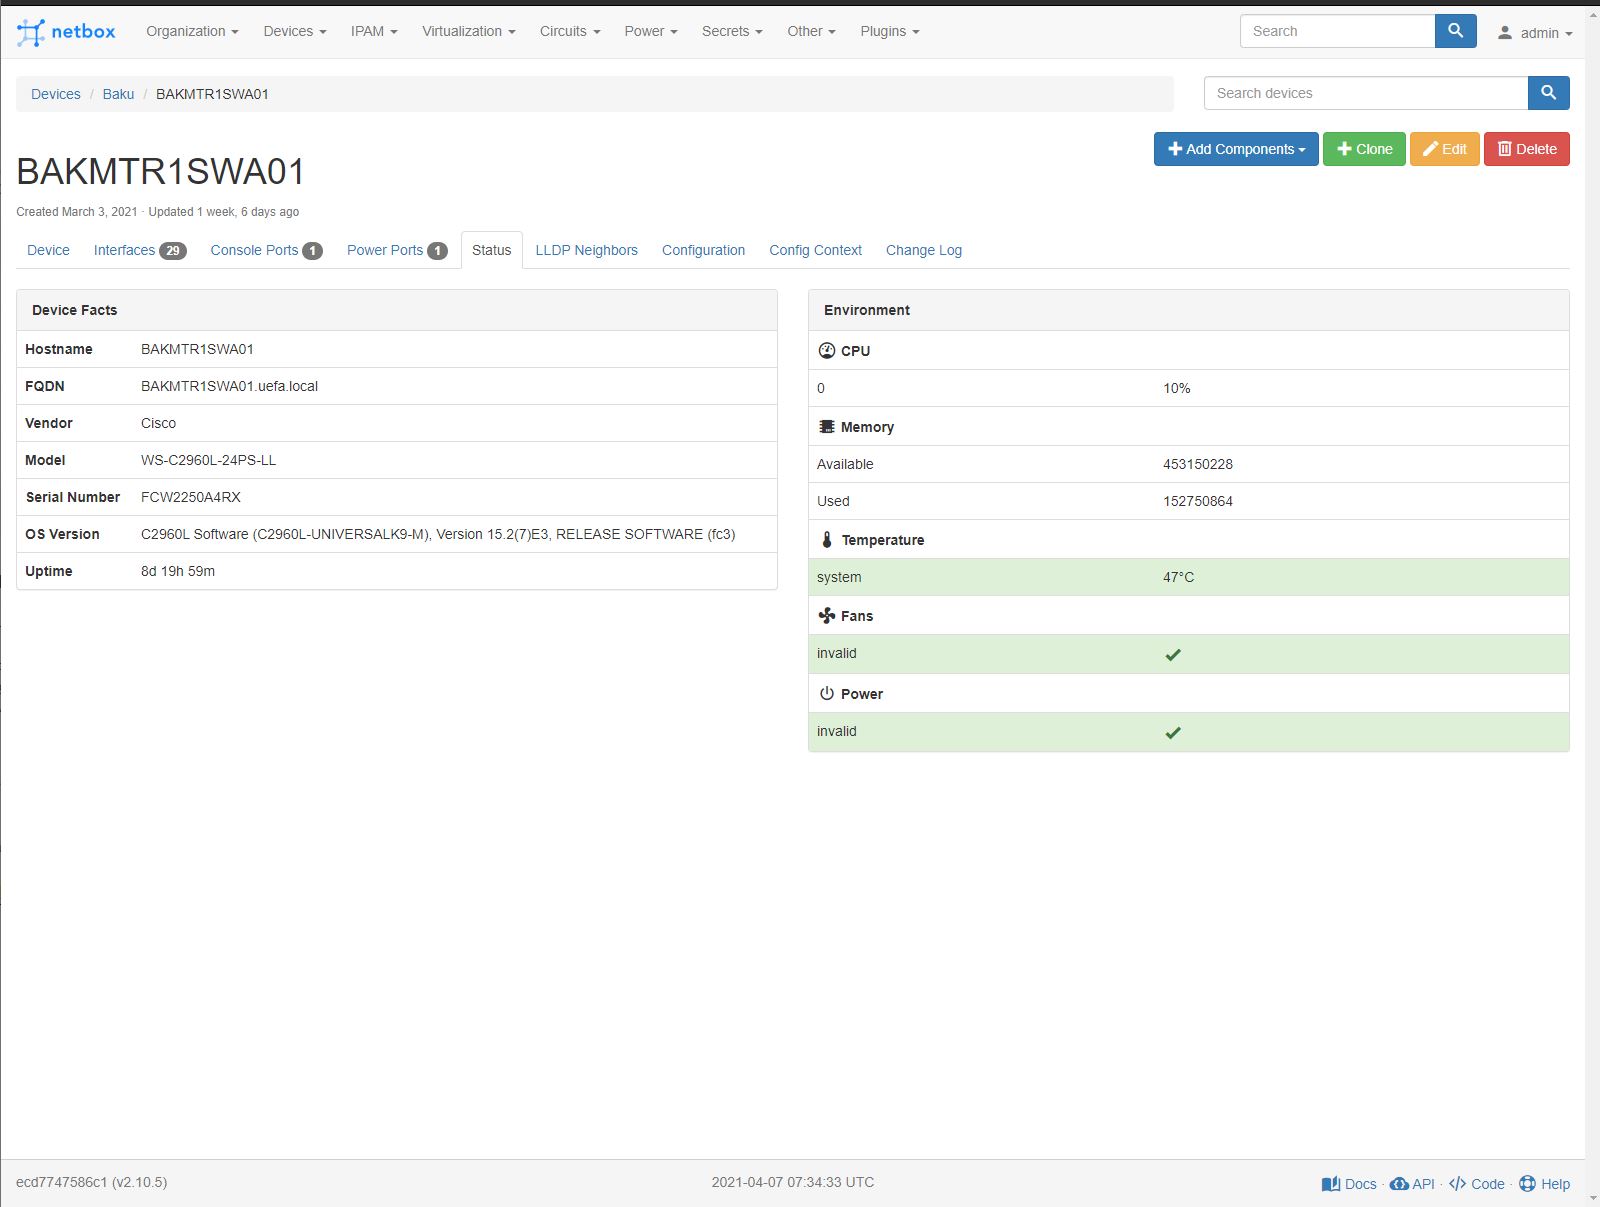 netbox Organization Devices IPAM Virtualization Circuits Power Secrets Other Plugins Search admin
Devices / Baku / BAKMTR1SWA01 Search devices
Add Components Clone Edit Delete
BAKMTR1SWA01
Created March 3, 2021 · Updated 1 week, 6 days ago
Device Interfaces 29 Console Ports 1 Power Ports 1 Status LLDP Neighbors Configuration Config Context Change Log
Device Facts
Hostname BAKMTR1SWA01
FQDN BAKMTR1SWA01.uefa.local
Vendor Cisco
Model WS-C2960L-24PS-LL
Serial Number FCW2250A4RX
OS Version C2960L Software (C2960L-UNIVERSALK9-M), Version 15.2(7)E3, RELEASE SOFTWARE (fc3)
Uptime 8d 19h 59m
Environment
CPU
0 10%
Memory
Available 453150228
Used 152750864
Temperature
system 47°C
Fans
invalid
Power
invalid
ecd7747586c1 (v2.10.5) 2021-04-07 07:34:33 UTC Docs · API · Code · Help